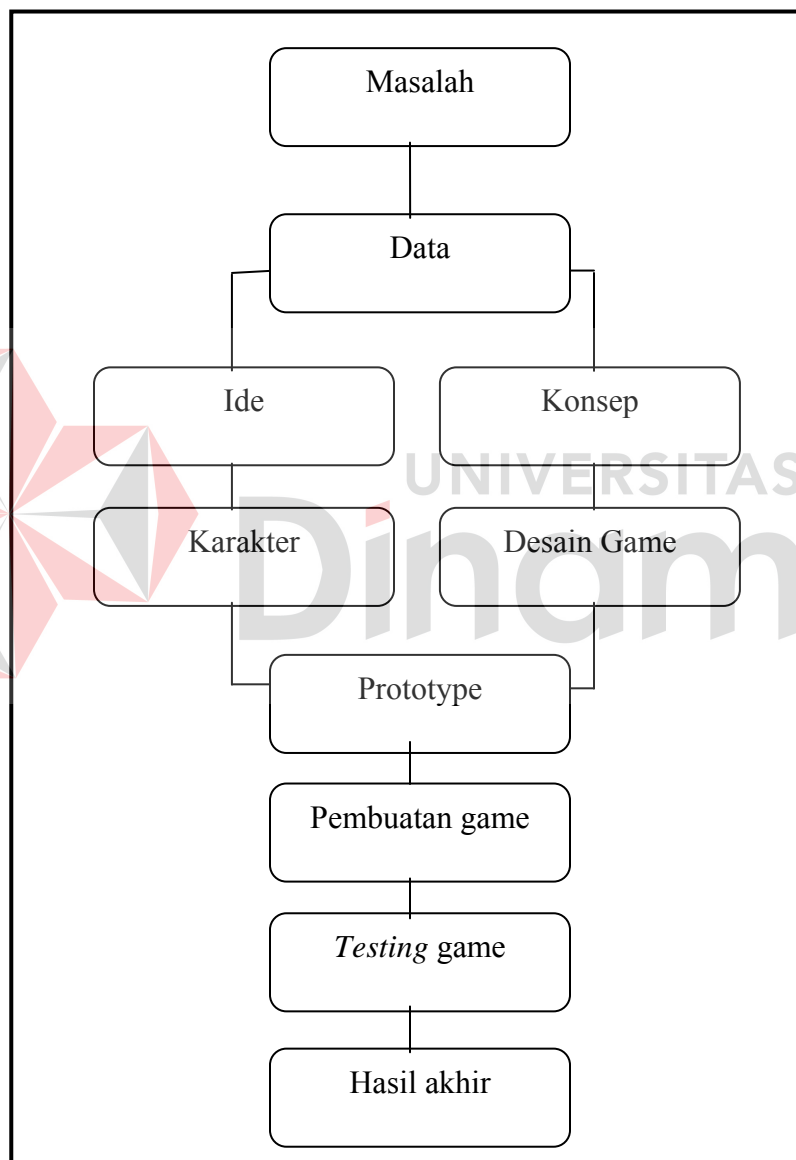 Masalah
Data
Ide
Konsep
UNIVERSITAS
Dinam
Karakter
Desain Game
Prototype
Pembuatan game
Testing game
Hasil akhir